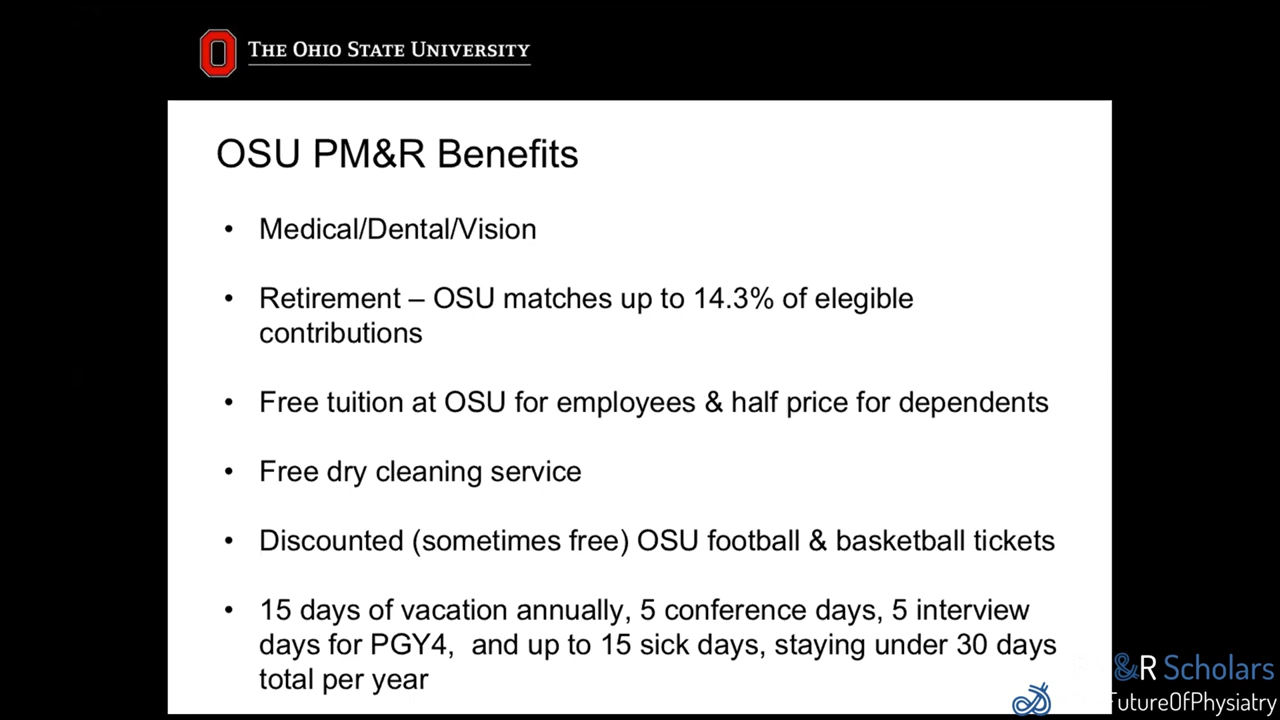 THE OHIO STATE UNIVERSITY
OSU PM&R Benefits
• Medical/Dental/Vision
• Retirement – OSU matches up to 14.3% of elegible
contributions
• Free tuition at OSU for employees & half price for dependents
• Free dry cleaning service
• Discounted (sometimes free) OSU football & basketball tickets
• 15 days of vacation annually, 5 conference days, 5 interview
days for PGY4, and up to 15 sick days, staying under 30 days
total per year
&R Scholars
FutureOfPhysiatry